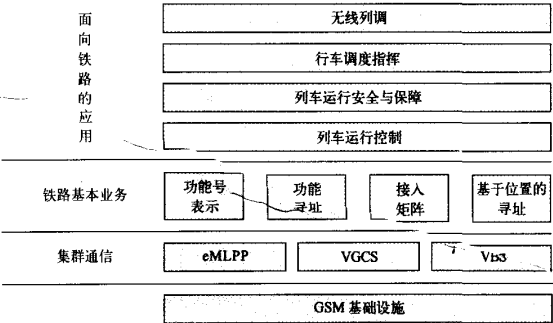 面向铁路的应用
无线列调
行车调度指挥
列车运行安全与保障
列车运行控制
铁路基本业务
功能号
表示
功能
寻址
接入
矩阵
基于位置的
寻址
集群通信
eMLPP
VGCS
VBS
GSM 基础设施